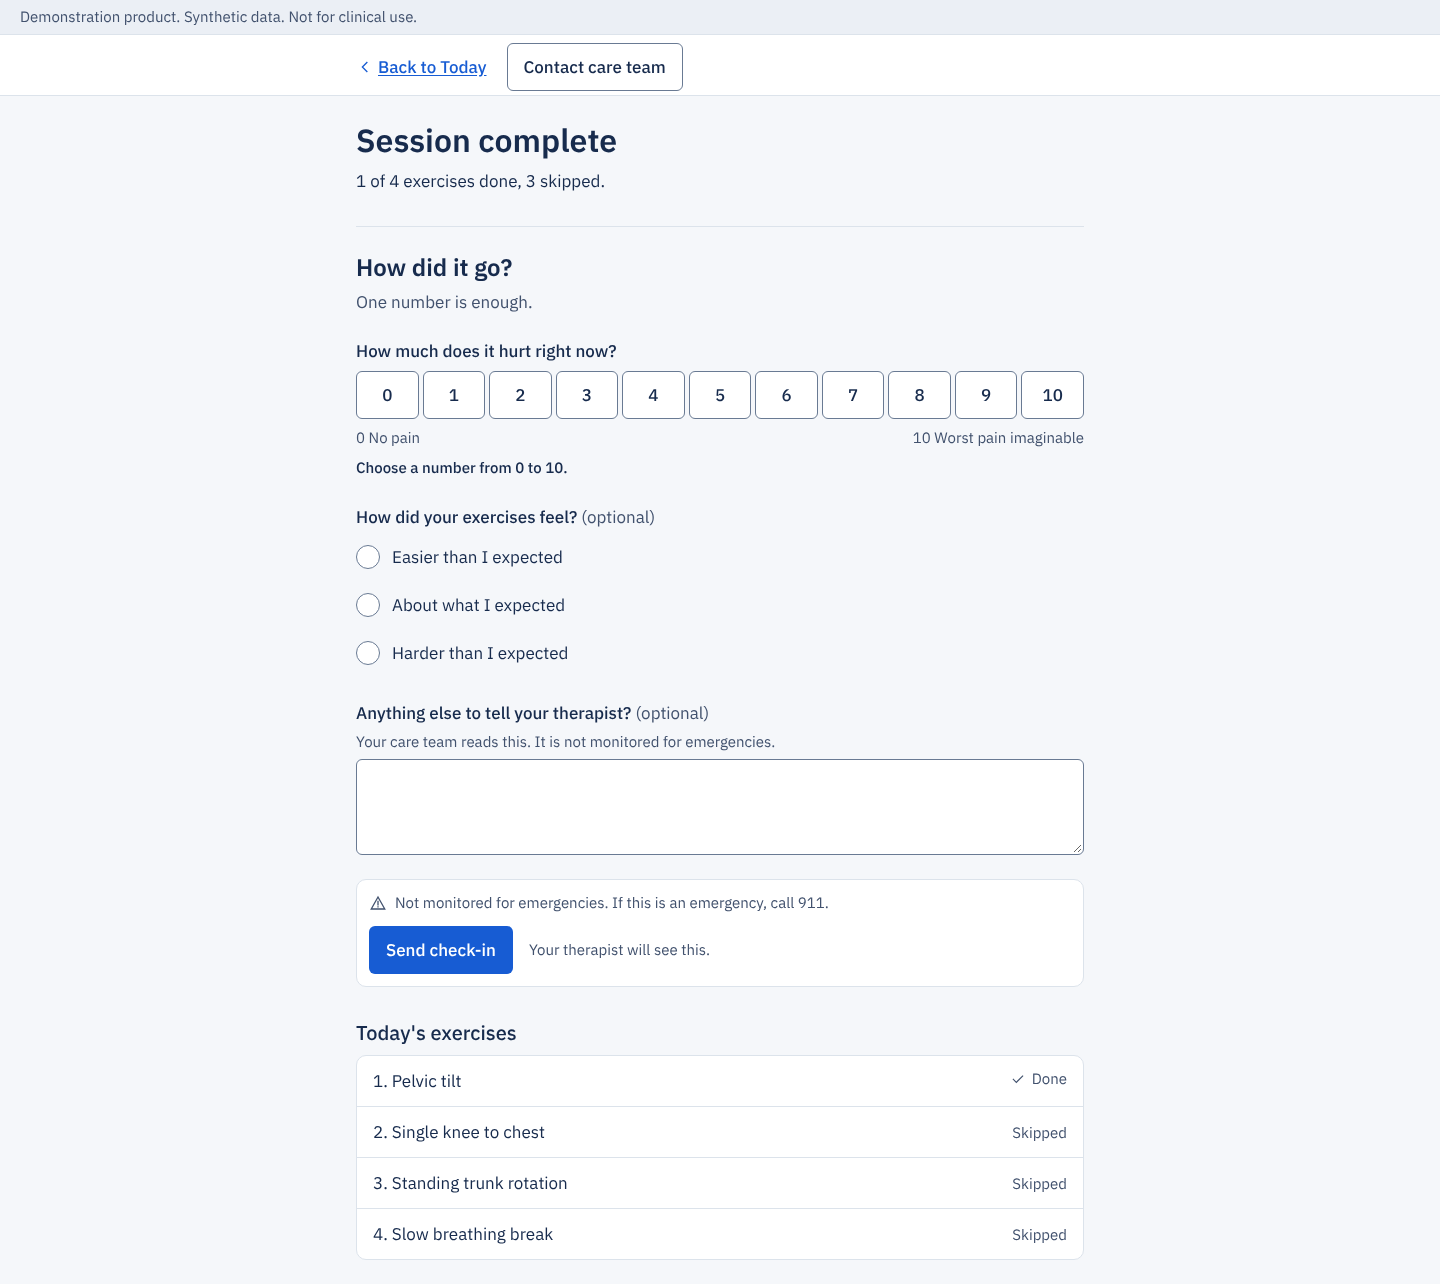 Demonstration product. Synthetic data. Not for clinical use.
Back to Today
Contact care team
Session complete
1 of 4 exercises done, 3 skipped.
How did it go?
One number is enough.
How much does it hurt right now?
0 1 2 3 4 5 6 7 8 9 10
0 No pain 10 Worst pain imaginable
Choose a number from 0 to 10.
How did your exercises feel? (optional)
Easier than I expected
About what I expected
Harder than I expected
Anything else to tell your therapist? (optional)
Your care team reads this. It is not monitored for emergencies.
Not monitored for emergencies. If this is an emergency, call 911.
Send check-in Your therapist will see this.
Today's exercises
1. Pelvic tilt Done
2. Single knee to chest Skipped
3. Standing trunk rotation Skipped
4. Slow breathing break Skipped